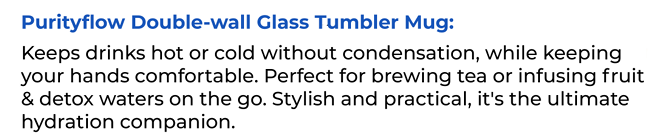 Purityflow Double-wall Glass Tumbler Mug:
Keeps drinks hot or cold without condensation, while keeping
your hands comfortable. Perfect for brewing tea or infusing fruit
& detox waters on the go. Stylish and practical, it's the ultimate
hydration companion.